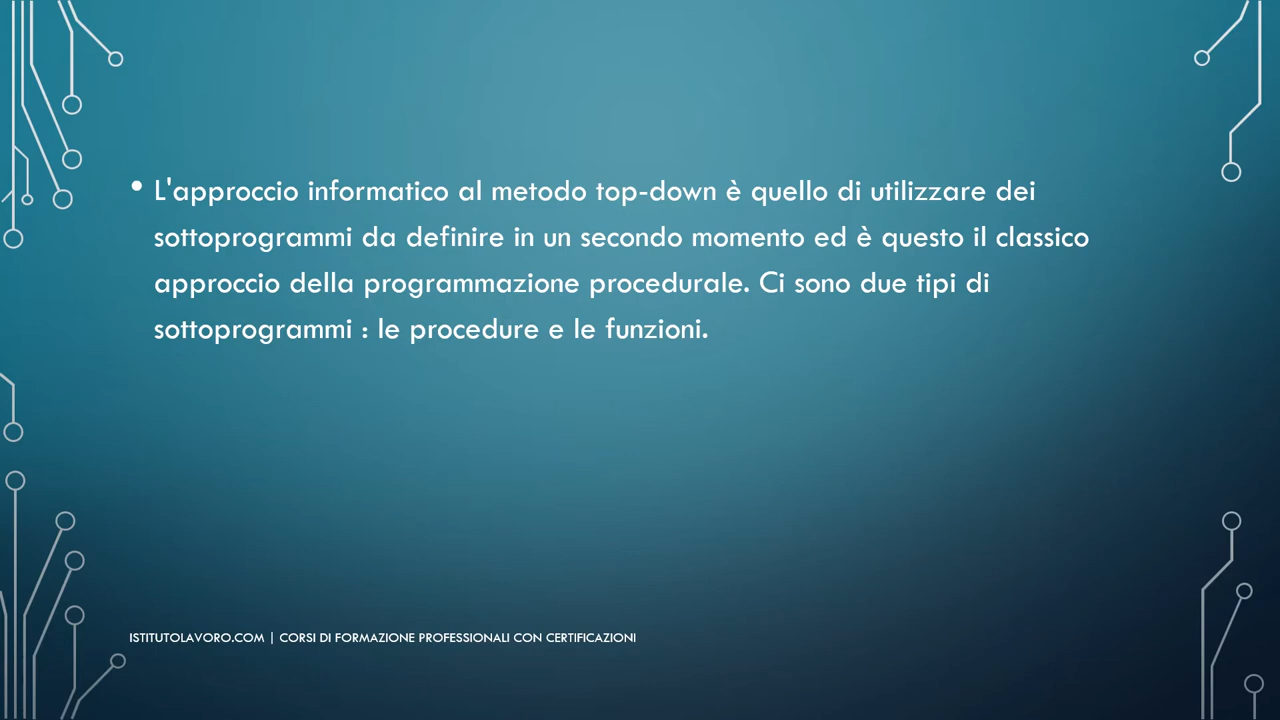 • L'approccio informatico al metodo top-down è quello di utilizzare dei
sottoprogrammi da definire in un secondo momento ed è questo il classico
approccio della programmazione procedurale. Ci sono due tipi di
sottoprogrammi : le procedure e le funzioni.
ISTITUTOLAVORO.COM | CORSI DI FORMAZIONE PROFESSIONALI CON CERTIFICAZIONI